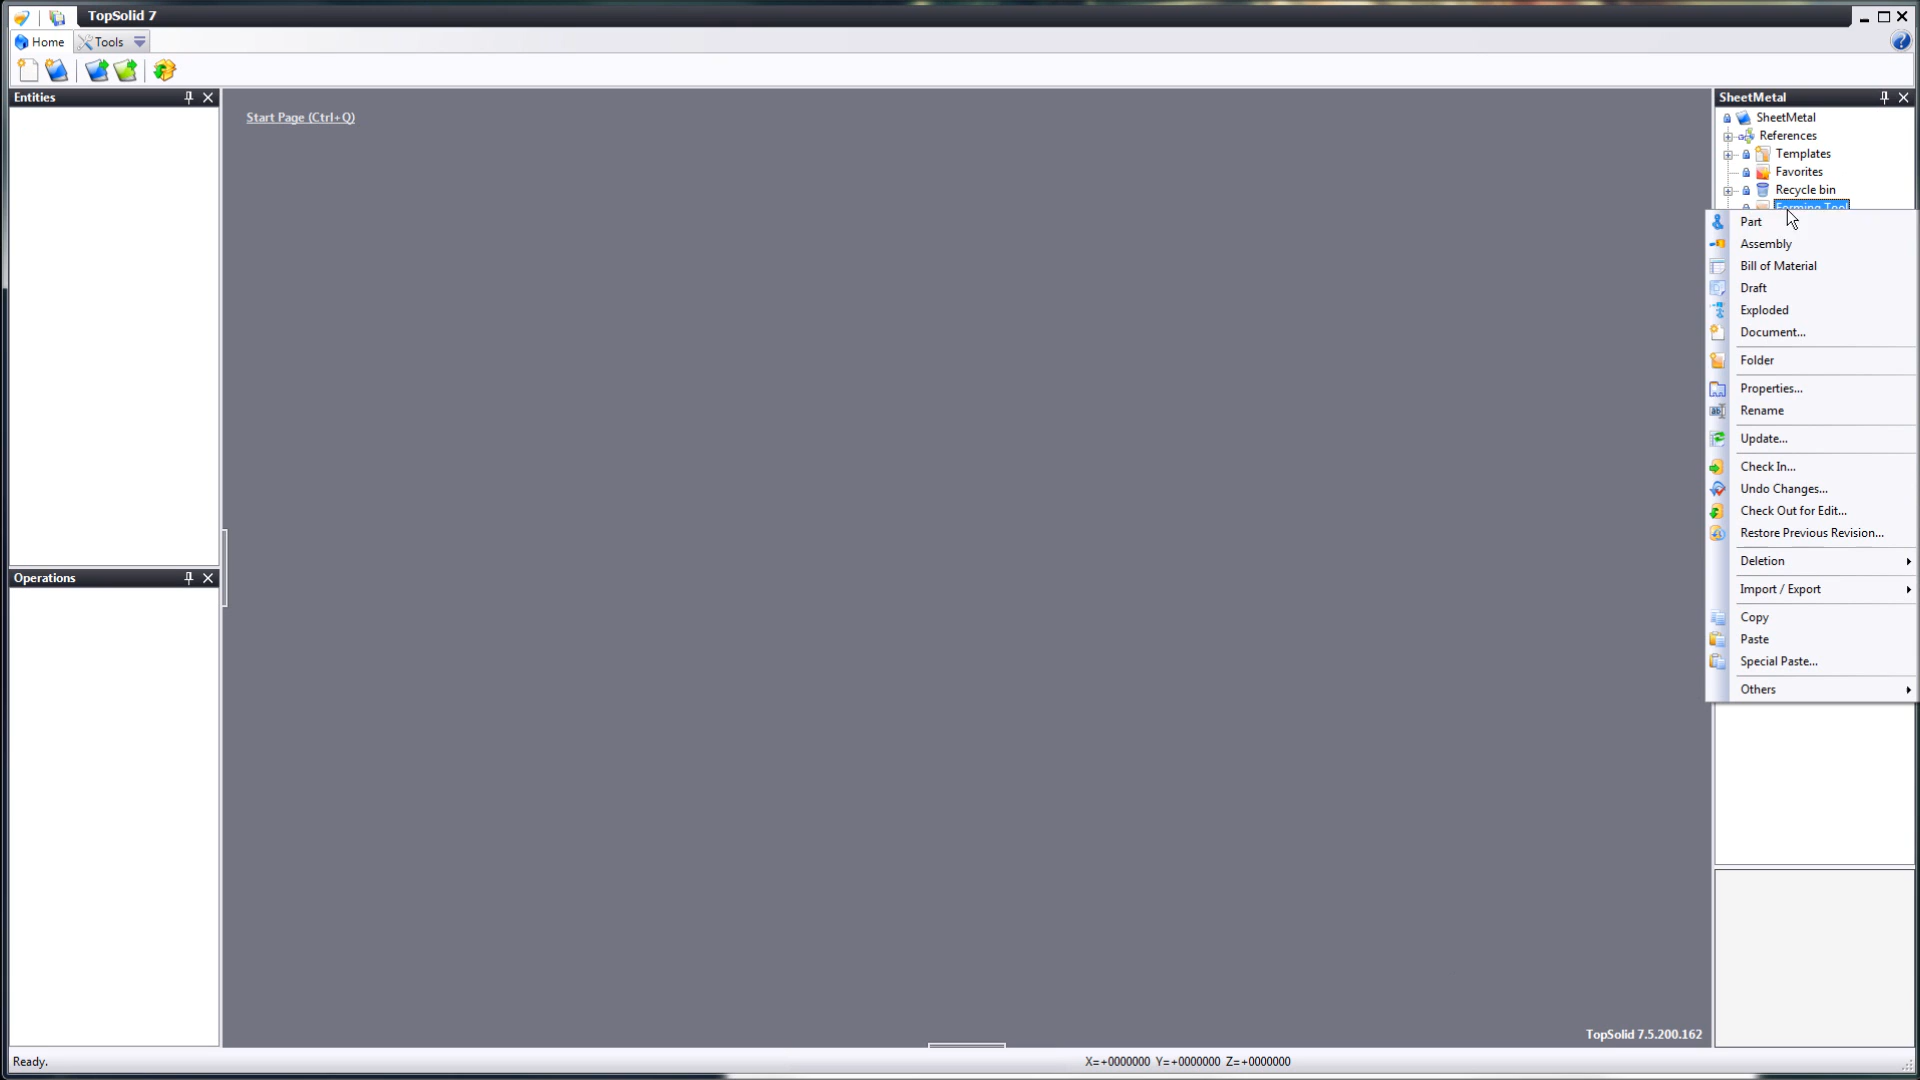 TopSolid 7
Home
Tools
Entities
Start Page (Ctrl+Q)
SheetMetal
SheetMetal
References
Templates
Favorites
Recycle bin
Forming Tool
Part
Assembly
Bill of Material
Draft
Exploded
Document...
Folder
Properties...
Rename
Update...
Check In...
Undo Changes...
Check Out for Edit...
Restore Previous Revision...
Deletion
Import / Export
Copy
Paste
Special Paste...
Others
Operations
TopSolid 7.5.200.162
Ready.
X=+0000000 Y=+0000000 Z=+0000000